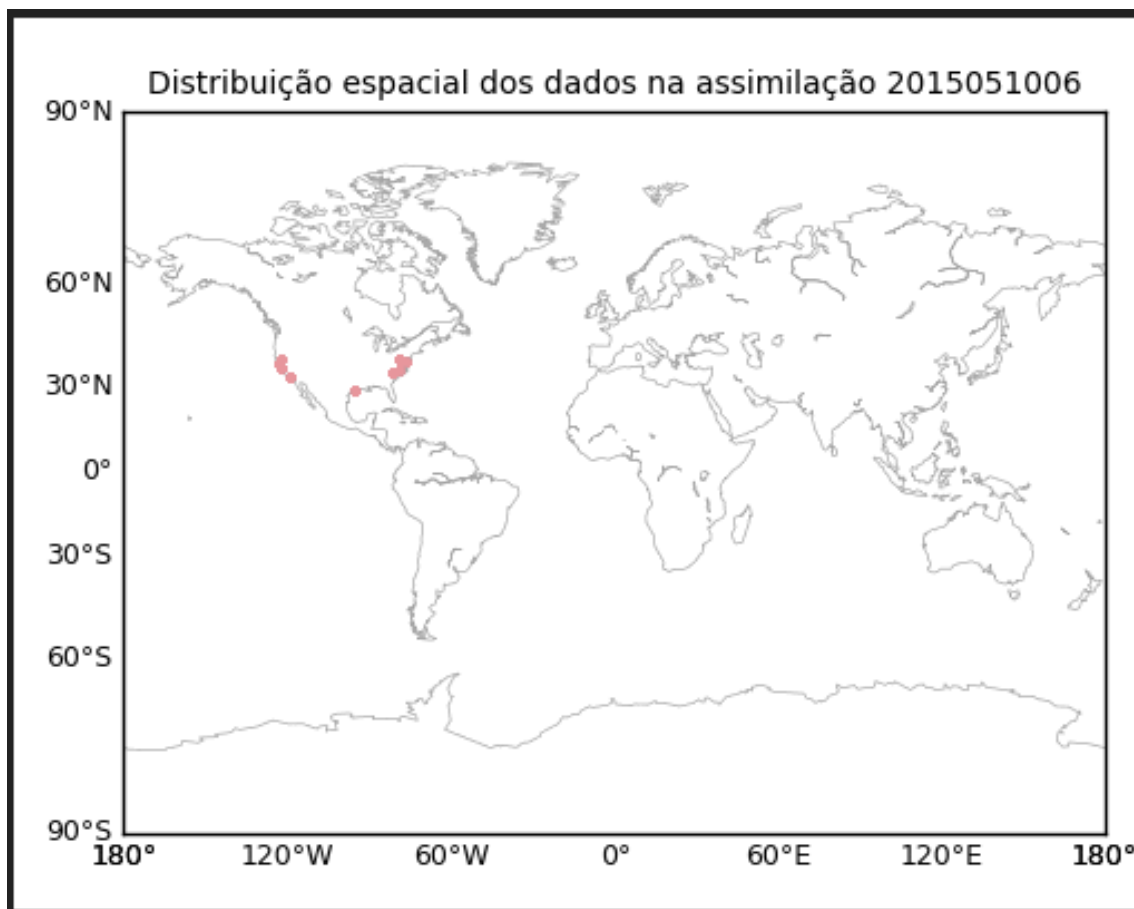 Distribuição espacial dos dados na assimilação 2015051006
90°N
60°N
30°N
0°
30°S
60°S
90°S
180° 120°W 60°W 0° 60°E 120°E 180°